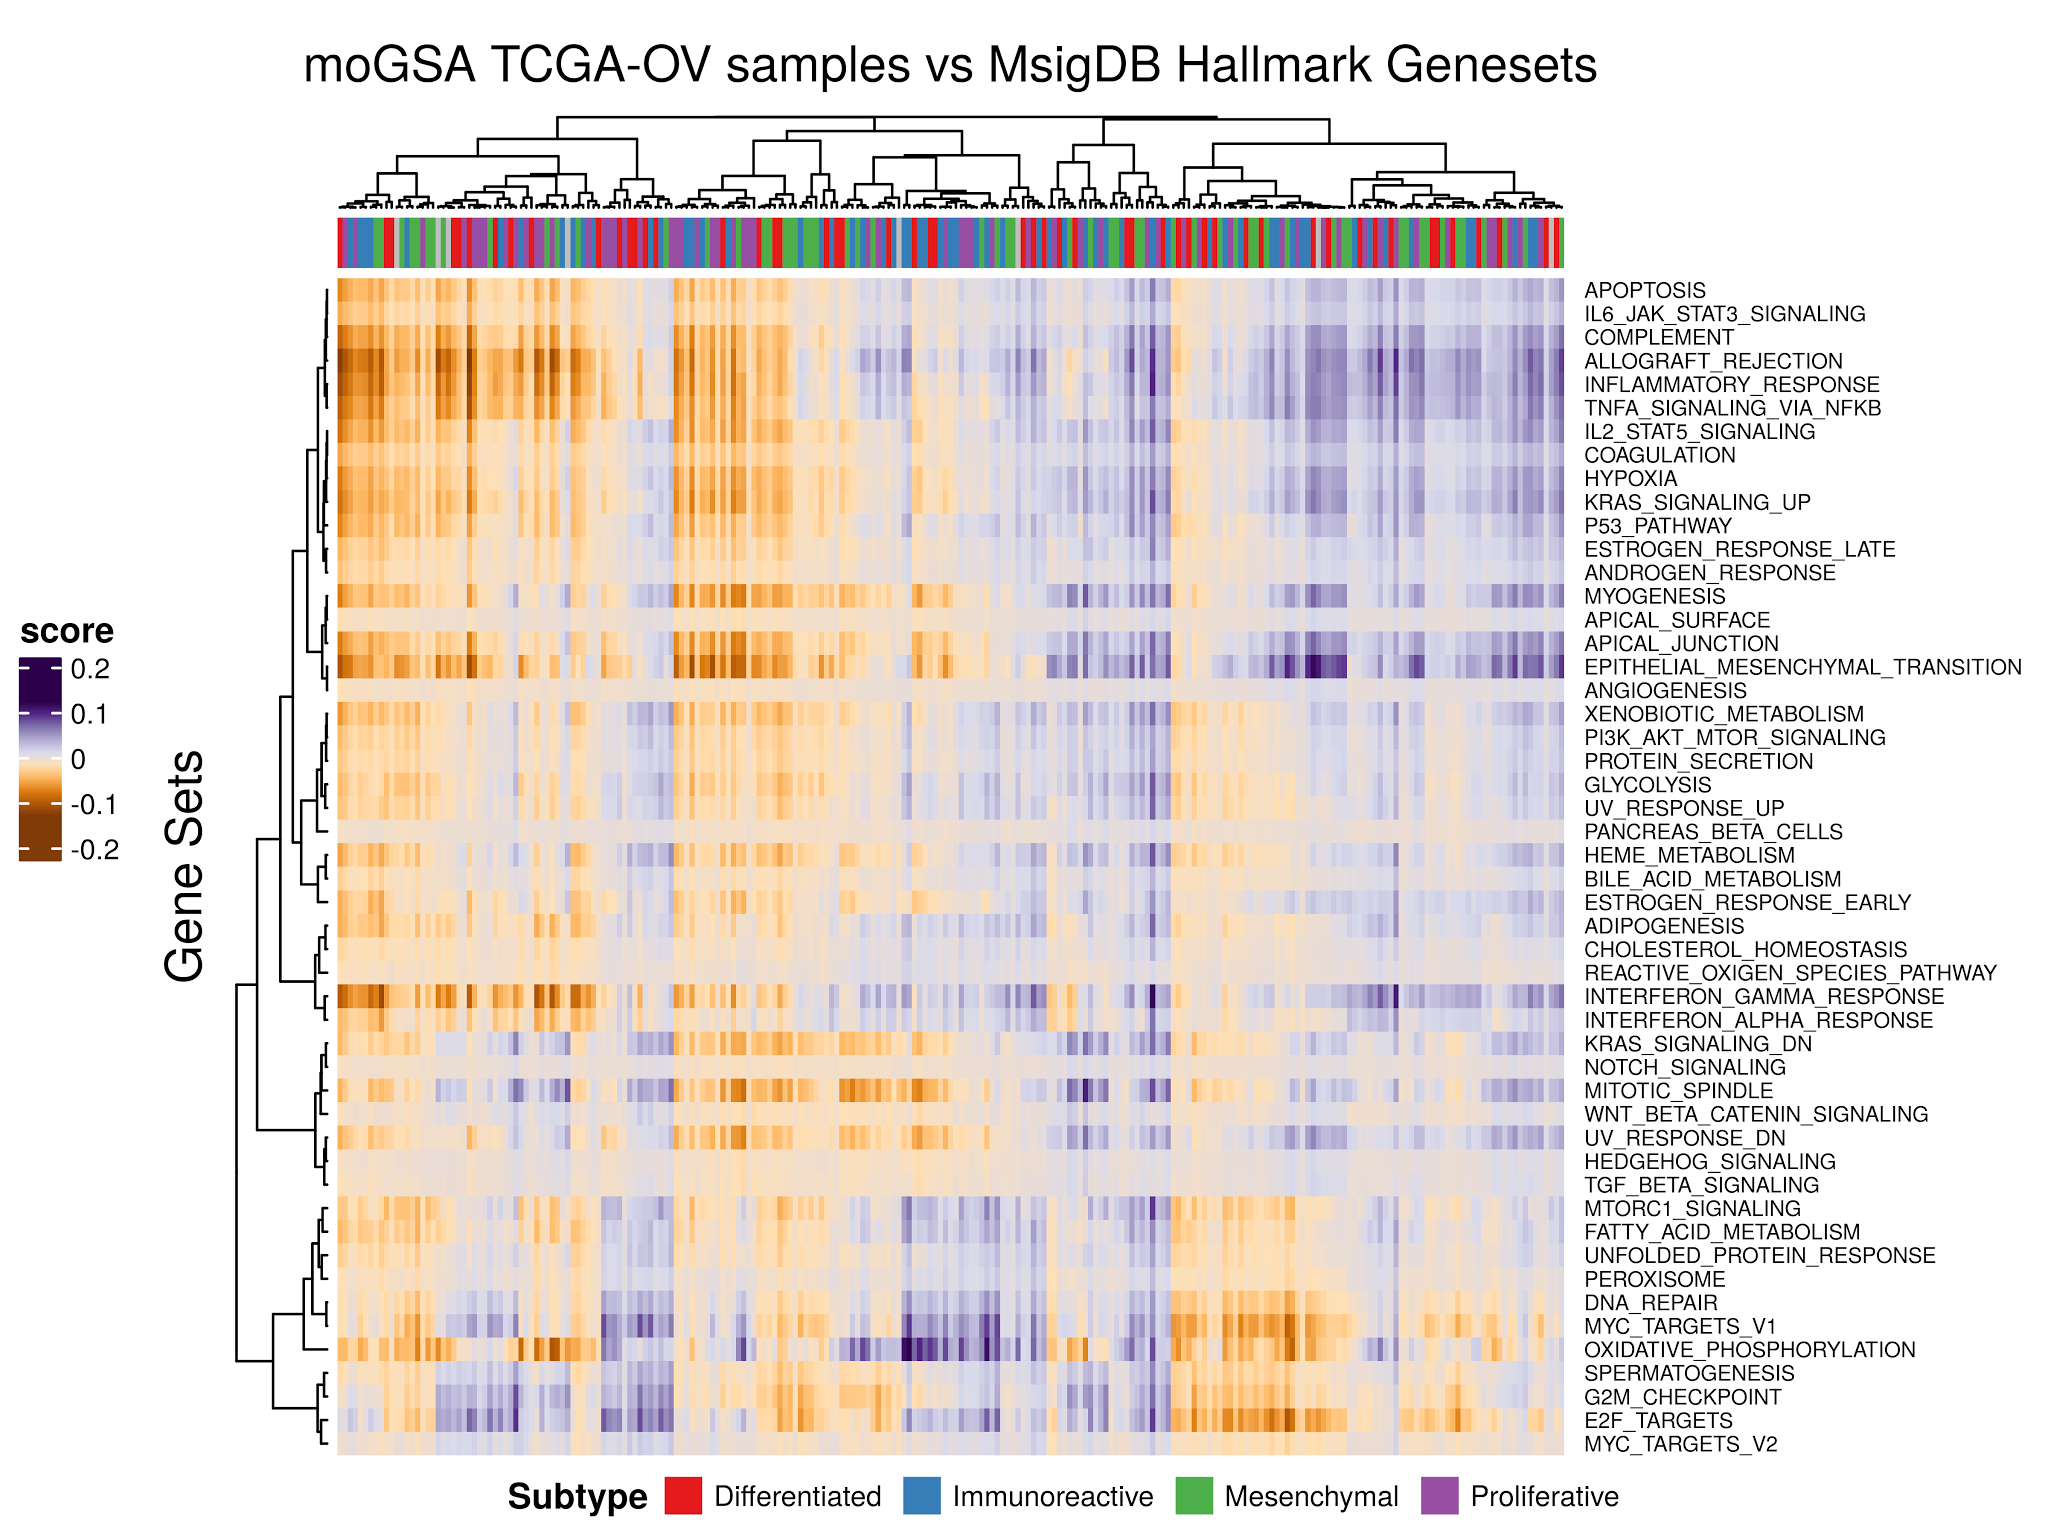 moGSA TCGA-OV samples vs MsigDB Hallmark Genesets
APOPTOSIS
IL6_JAK_STAT3_SIGNALING
COMPLEMENT
ALLOGRAFT_REJECTION
INFLAMMATORY_RESPONSE
TNFA_SIGNALING_VIA_NFKB
IL2_STAT5_SIGNALING
COAGULATION
HYPOXIA
KRAS_SIGNALING_UP
P53_PATHWAY
ESTROGEN_RESPONSE_LATE
ANDROGEN_RESPONSE
MYOGENESIS
APICAL_SURFACE
APICAL_JUNCTION
EPITHELIAL_MESENCHYMAL_TRANSITION
ANGIOGENESIS
XENOBIOTIC_METABOLISM
PI3K_AKT_MTOR_SIGNALING
PROTEIN_SECRETION
GLYCOLYSIS
UV_RESPONSE_UP
PANCREAS_BETA_CELLS
HEME_METABOLISM
BILE_ACID_METABOLISM
ESTROGEN_RESPONSE_EARLY
ADIPOGENESIS
CHOLESTEROL_HOMEOSTASIS
REACTIVE_OXIGEN_SPECIES_PATHWAY
INTERFERON_GAMMA_RESPONSE
INTERFERON_ALPHA_RESPONSE
KRAS_SIGNALING_DN
NOTCH_SIGNALING
MITOTIC_SPINDLE
WNT_BETA_CATENIN_SIGNALING
UV_RESPONSE_DN
HEDGEHOG_SIGNALING
TGF_BETA_SIGNALING
MTORC1_SIGNALING
FATTY_ACID_METABOLISM
UNFOLDED_PROTEIN_RESPONSE
PEROXISOME
DNA_REPAIR
MYC_TARGETS_V1
OXIDATIVE_PHOSPHORYLATION
SPERMATOGENESIS
G2M_CHECKPOINT
E2F_TARGETS
MYC_TARGETS_V2
score
0.2
0.1
0
-0.1
-0.2
Gene Sets
Subtype Differentiated Immunoreactive Mesenchymal Proliferative